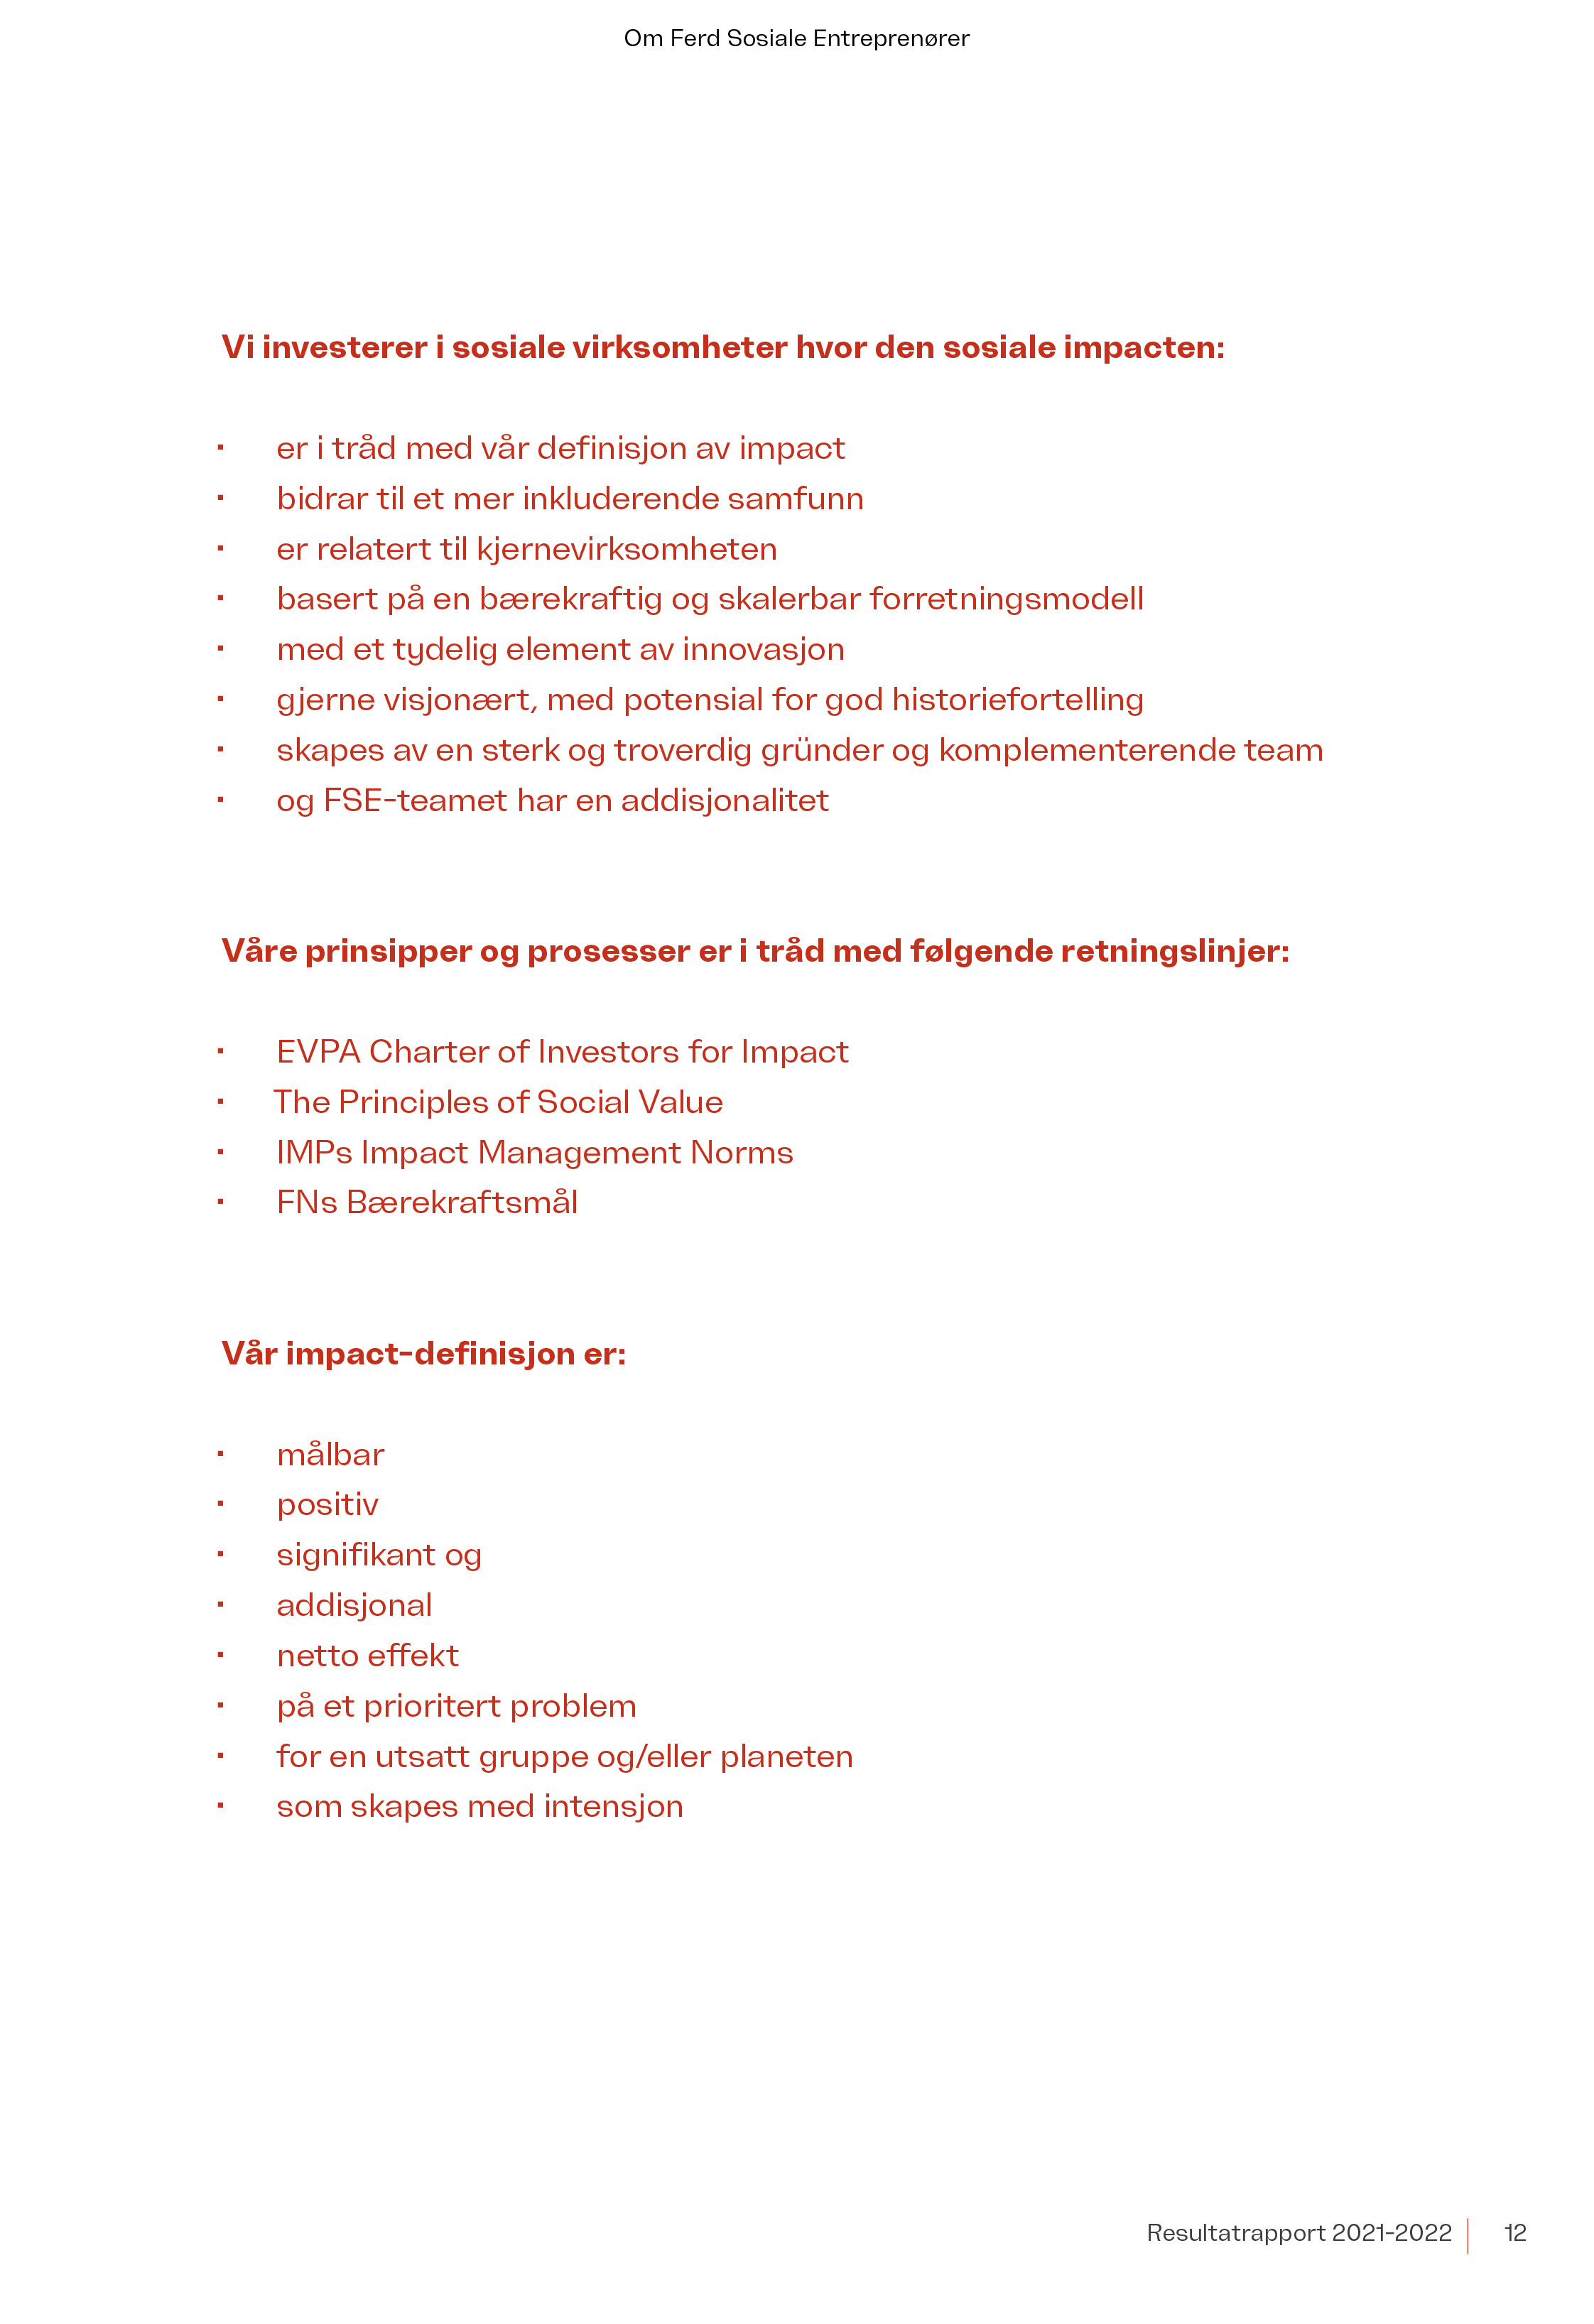 Om Ferd Sosiale Entreprenører
Vi investerer i sosiale virksomheter hvor den sosiale impacten:
▪ er i tråd med vår definisjon av impact
▪ bidrar til et mer inkluderende samfunn
▪ er relatert til kjernevirksomheten
▪ basert på en bærekraftig og skalerbar forretningsmodell
▪ med et tydelig element av innovasjon
▪ gjerne visjonært, med potensial for god historiefortelling
▪ skapes av en sterk og troverdig gründer og komplementerende team
▪ og FSE-teamet har en addisjonalitet
Våre prinsipper og prosesser er i tråd med følgende retningslinjer:
▪ EVPA Charter of Investors for Impact
▪ The Principles of Social Value
▪ IMPs Impact Management Norms
▪ FNs Bærekraftsmål
Vår impact-definisjon er:
▪ målbar
▪ positiv
▪ signifikant og
▪ addisjonal
▪ netto effekt
▪ på et prioritert problem
▪ for en utsatt gruppe og/eller planeten
▪ som skapes med intensjon
Resultatrapport 2021-2022 12